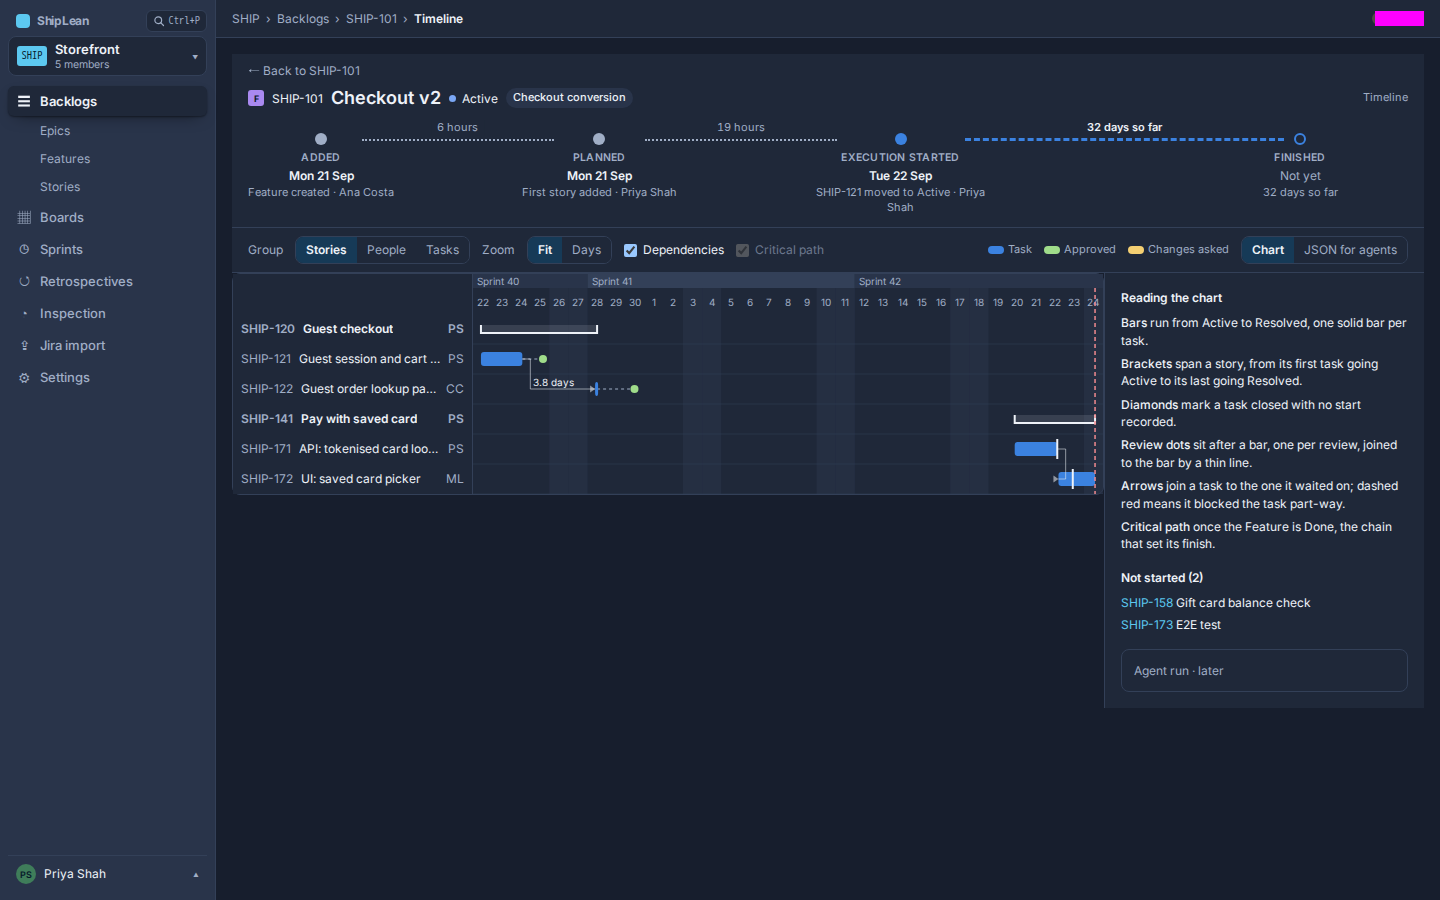 ShipLean
Ctrl+P
SHIP
Storefront
5 members
Backlogs
Epics
Features
Stories
Boards
Sprints
Retrospectives
Inspection
Jira import
Settings
PS Priya Shah
SHIP › Backlogs › SHIP-101 › Timeline
← Back to SHIP-101
F SHIP-101 Checkout v2 Active Checkout conversion
Timeline
6 hours
19 hours
32 days so far
ADDED
Mon 21 Sep
Feature created · Ana Costa
PLANNED
Mon 21 Sep
First story added · Priya Shah
EXECUTION STARTED
Tue 22 Sep
SHIP-121 moved to Active · Priya
Shah
FINISHED
Not yet
32 days so far
Group Stories People Tasks Zoom Fit Days Dependencies Critical path
Task Approved Changes asked Chart JSON for agents
Sprint 40 Sprint 41 Sprint 42
22 23 24 25 26 27 28 29 30 1 2 3 4 5 6 7 8 9 10 11 12 13 14 15 16 17 18 19 20 21 22 23 24
SHIP-120 Guest checkout PS
SHIP-121 Guest session and cart ... PS
SHIP-122 Guest order lookup pa... CC
3.8 days
SHIP-141 Pay with saved card PS
SHIP-171 API: tokenised card loo... PS
SHIP-172 UI: saved card picker ML
Reading the chart
Bars run from Active to Resolved, one solid bar per
task.
Brackets span a story, from its first task going
Active to its last going Resolved.
Diamonds mark a task closed with no start
recorded.
Review dots sit after a bar, one per review, joined
to the bar by a thin line.
Arrows join a task to the one it waited on; dashed
red means it blocked the task part-way.
Critical path once the Feature is Done, the chain
that set its finish.
Not started (2)
SHIP-158 Gift card balance check
SHIP-173 E2E test
Agent run · later